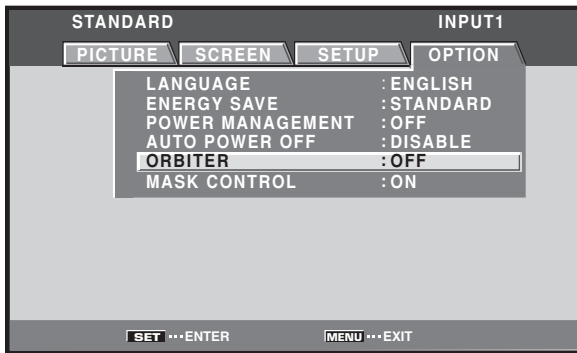 STANDARD INPUT1
PICTURE SCREEN SETUP OPTION
LANGUAGE :ENGLISH
ENERGY SAVE :STANDARD
POWER MANAGEMENT :OFF
AUTO POWER OFF :DISABLE
ORBITER :OFF
MASK CONTROL :ON
SET ···ENTER MENU ···EXIT